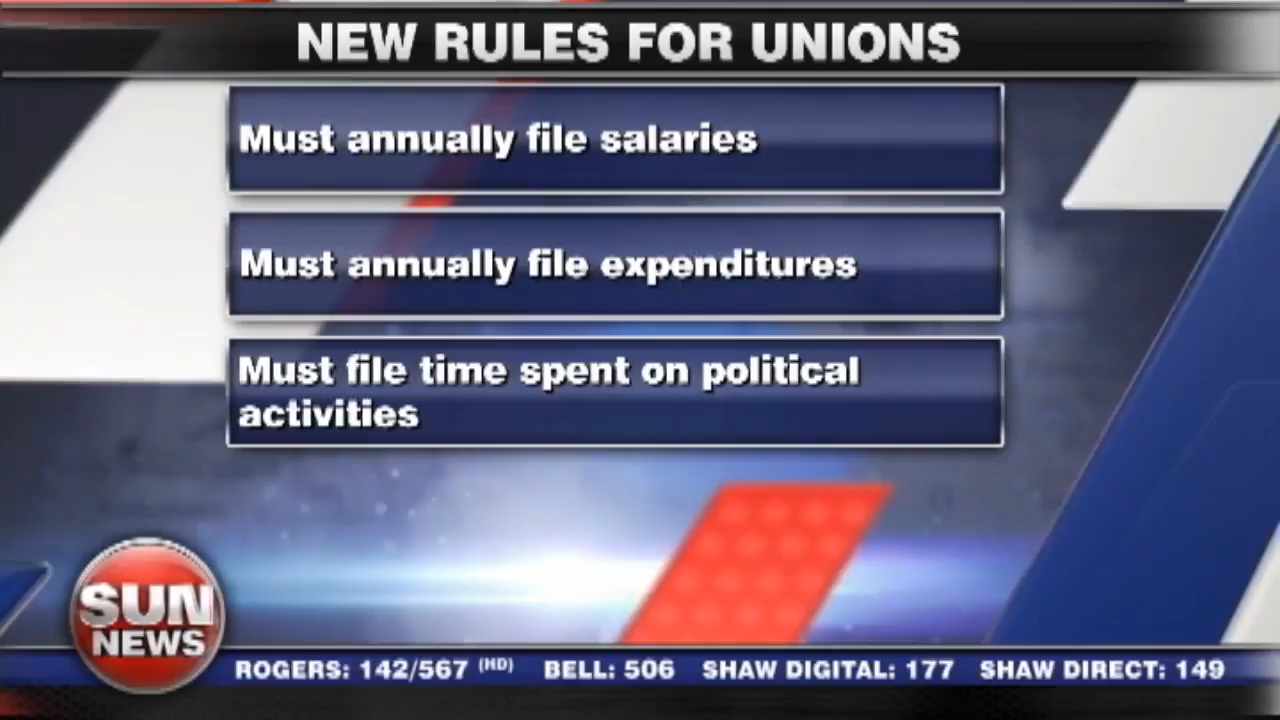 NEW RULES FOR UNIONS
Must annually file salaries
Must annually file expenditures
Must file time spent on political
activities
SUN
NEWS
ROGERS: 142/567 (HD) BELL: 506 SHAW DIGITAL: 177 SHAW DIRECT: 149